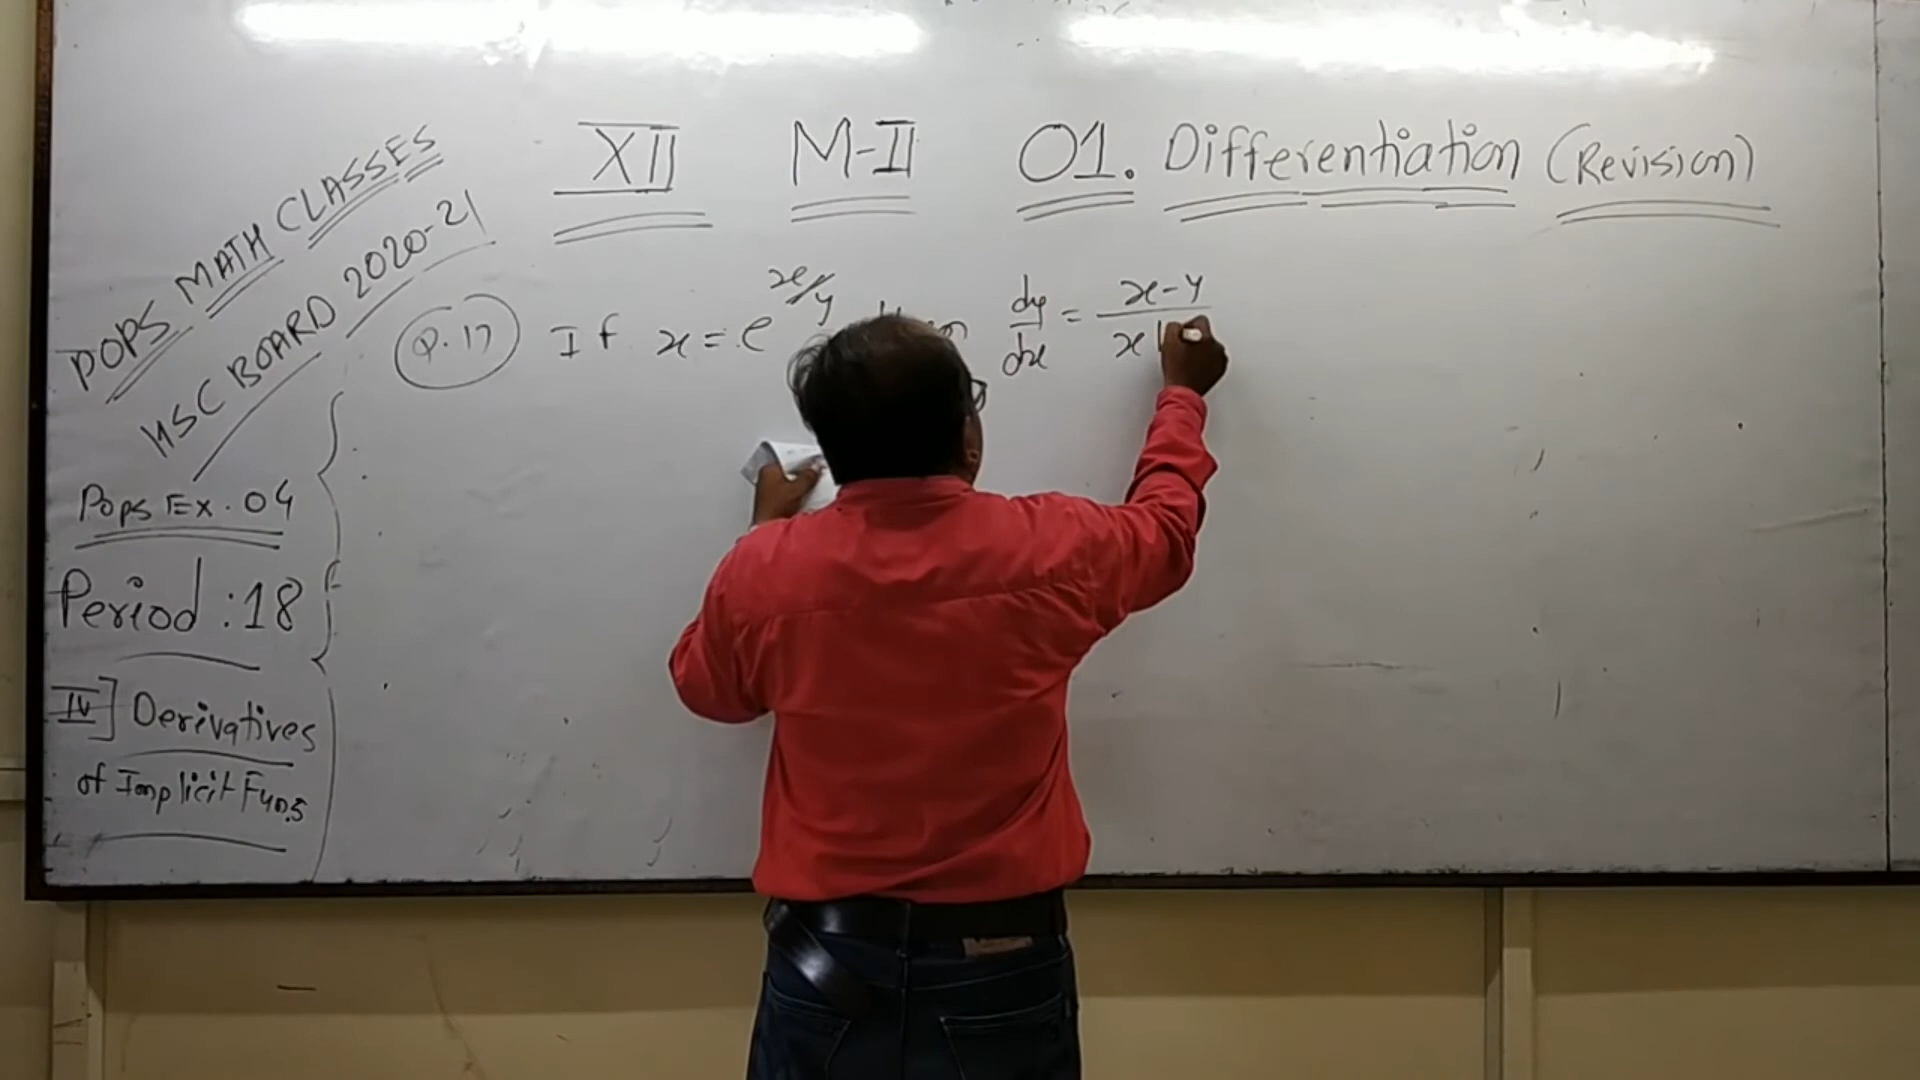 POPS MATH CLASSES
HSC BOARD 2020-21
XII M-II 01. Differentiation (Revision)
Q.17 If x = e^x/y dy/dx = x-y / x l
Pops Ex. 04
Period : 18
IV] Derivatives
of Implicit Funs